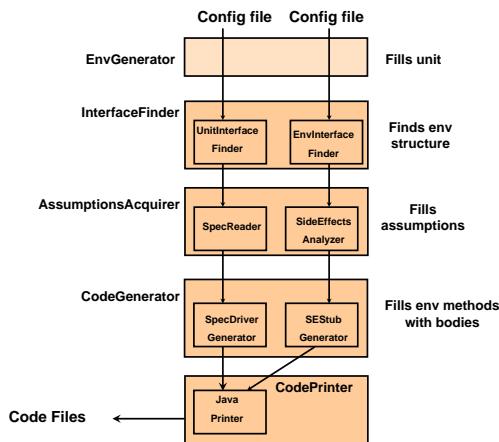 Config file Config file
EnvGenerator
Fills unit
InterfaceFinder
UnitInterface
Finder
EnvInterface
Finder
Finds env
structure
AssumptionsAcquirer
SpecReader
SideEffects
Analyzer
Fills
assumptions
CodeGenerator
SpecDriver
Generator
SEStub
Generator
Fills env methods
with bodies
CodePrinter
Java
Printer
Code Files